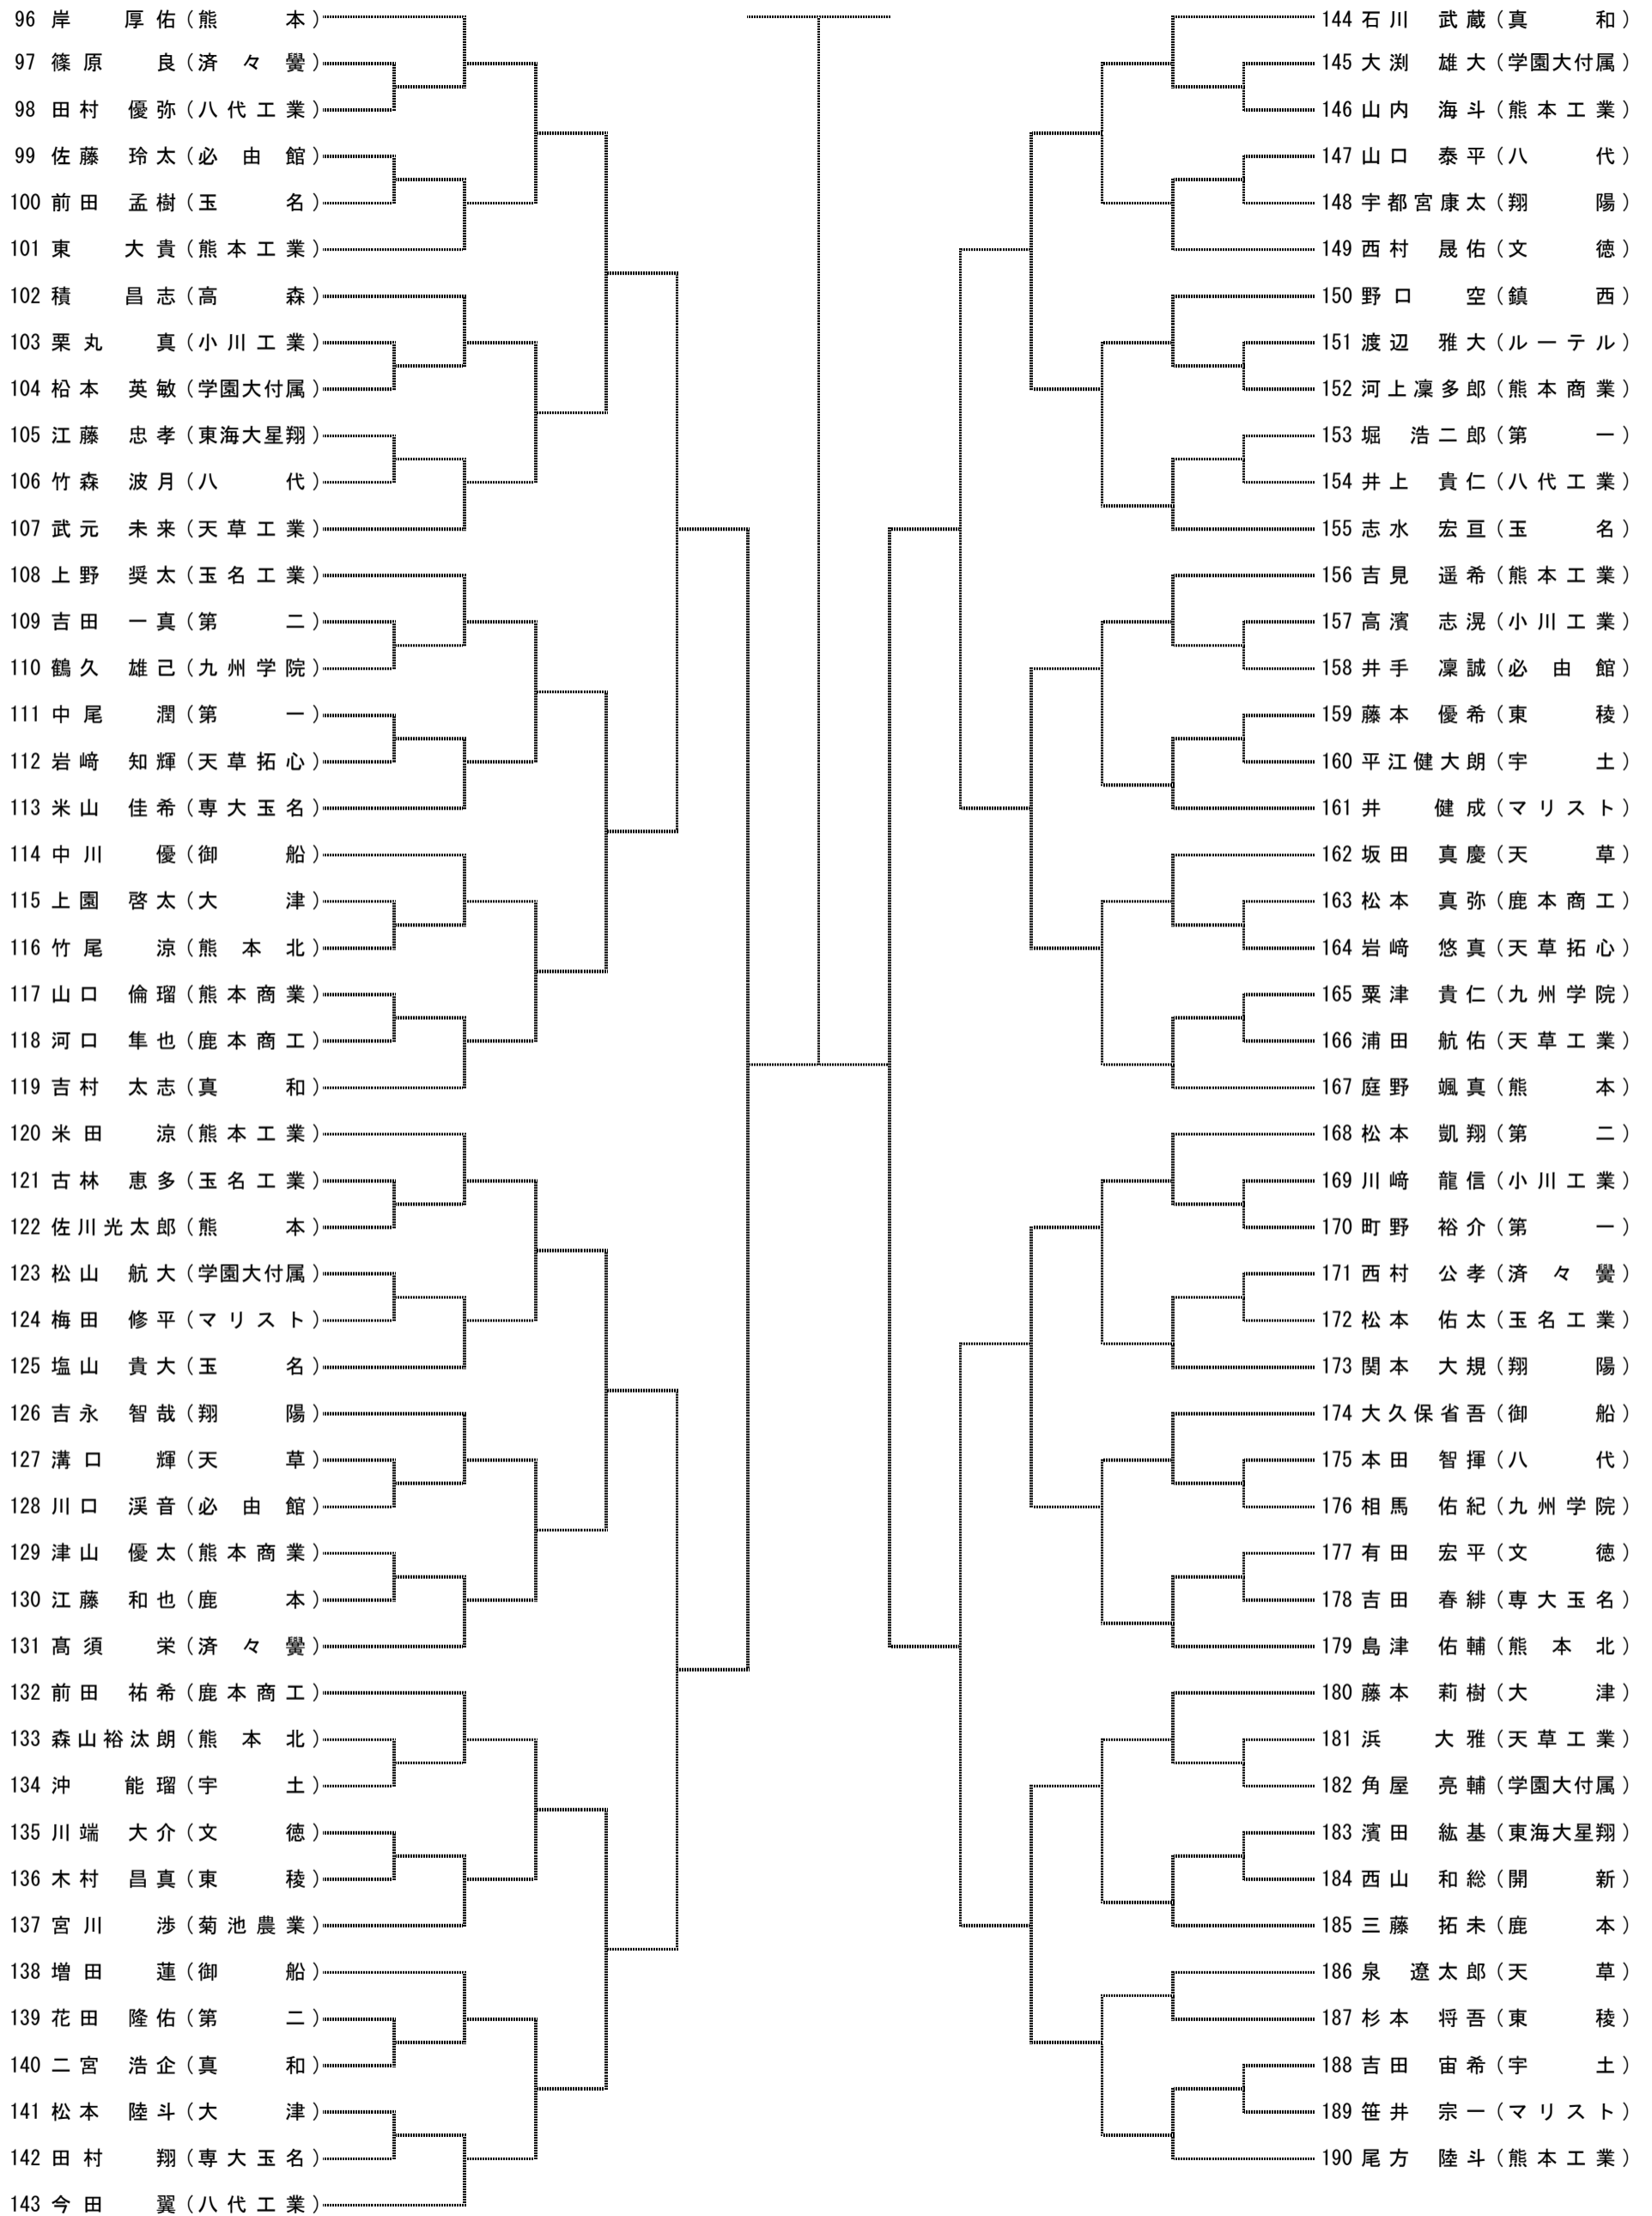 96 岸 厚佑(熊 本)
97 篠原 良(済々黌)
98 田村 優弥(八代工業)
99 佐藤 玲太(必由館)
100 前田 孟樹(玉 名)
101 東 大貴(熊本工業)
102 積 昌志(高 森)
103 栗丸 真(小川工業)
104 枩本 英敏(学園大付属)
105 江藤 忠孝(東海大星翔)
106 竹森 波月(八 代)
107 武元 未来(天草工業)
108 上野 奨太(玉名工業)
109 吉田 一真(第 二)
110 鶴久 雄己(九州学院)
111 中尾 潤(第 一)
112 岩﨑 知輝(天草拓心)
113 米山 佳希(専大玉名)
114 中川 優(御 船)
115 上園 啓太(大 津)
116 竹尾 涼(熊本北)
117 山口 倫瑠(熊本商業)
118 河口 隼也(鹿本商工)
119 吉村 太志(真 和)
120 米田 涼(熊本工業)
121 古林 恵多(玉名工業)
122 佐川光太郎(熊 本)
123 松山 航大(学園大付属)
124 梅田 修平(マリスト)
125 塩山 貴大(玉 名)
126 吉永 智哉(翔 陽)
127 溝口 輝(天 草)
128 川口 渓音(必由館)
129 津山 優太(熊本商業)
130 江藤 和也(鹿 本)
131 髙須 栄(済々黌)
132 前田 祐希(鹿本商工)
133 森山裕汰朗(熊本北)
134 沖 能瑠(宇 土)
135 川端 大介(文 徳)
136 木村 昌真(東 稜)
137 宮川 渉(菊池農業)
138 増田 蓮(御 船)
139 花田 隆佑(第 二)
140 二宮 浩企(真 和)
141 松本 陸斗(大 津)
142 田村 翔(専大玉名)
143 今田 翼(八代工業)
144 石川 武蔵(真 和)
145 大渕 雄大(学園大付属)
146 山内 海斗(熊本工業)
147 山口 泰平(八 代)
148 宇都宮康太(翔 陽)
149 西村 晟佑(文 徳)
150 野口 空(鎮 西)
151 渡辺 雅大(ルーテル)
152 河上凜多郎(熊本商業)
153 堀 浩二郎(第 一)
154 井上 貴仁(八代工業)
155 志水 宏亘(玉 名)
156 吉見 遥希(熊本工業)
157 高濱 志滉(小川工業)
158 井手 凜誠(必由館)
159 藤本 優希(東 稜)
160 平江健大朗(宇 土)
161 井 健成(マリスト)
162 坂田 真慶(天 草)
163 松本 真弥(鹿本商工)
164 岩﨑 悠真(天草拓心)
165 粟津 貴仁(九州学院)
166 浦田 航佑(天草工業)
167 庭野 颯真(熊 本)
168 松本 凱翔(第 二)
169 川﨑 龍信(小川工業)
170 町野 裕介(第 一)
171 西村 公孝(済々黌)
172 松本 佑太(玉名工業)
173 関本 大規(翔 陽)
174 大久保省吾(御 船)
175 本田 智揮(八 代)
176 相馬 佑紀(九州学院)
177 有田 宏平(文 徳)
178 吉田 春緋(専大玉名)
179 島津 佑輔(熊本北)
180 藤本 莉樹(大 津)
181 浜 大雅(天草工業)
182 角屋 亮輔(学園大付属)
183 濱田 紘基(東海大星翔)
184 西山 和総(開 新)
185 三藤 拓未(鹿 本)
186 泉 遼太郎(天 草)
187 杉本 将吾(東 稜)
188 吉田 宙希(宇 土)
189 笹井 宗一(マリスト)
190 尾方 陸斗(熊本工業)